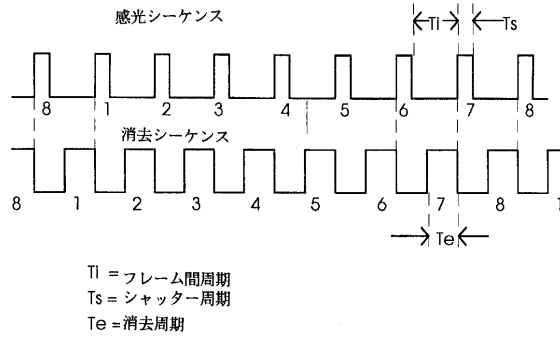 感光シーケンス
Ti Ts
8 1 2 3 4 5 6 7 8
消去シーケンス
8 1 2 3 4 5 6 7 8 1
Te
Ti = フレーム間周期
Ts = シャッター周期
Te = 消去周期